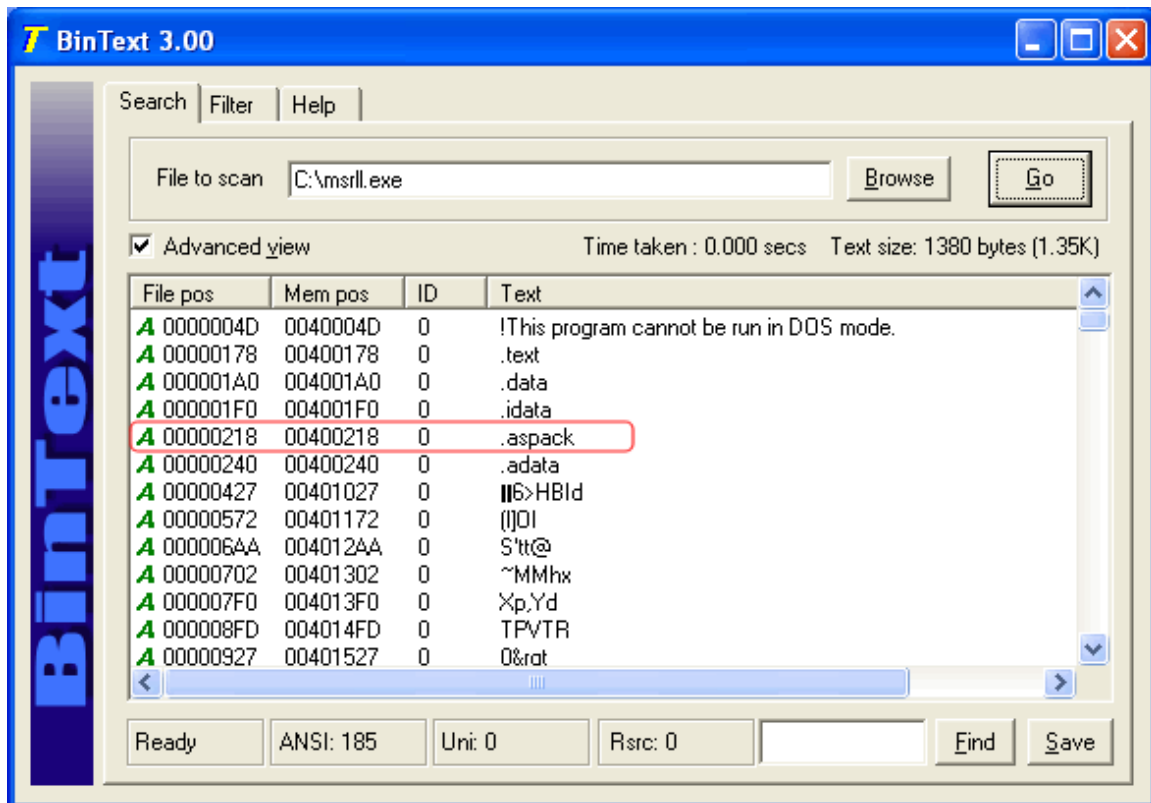 BinText 3.00
Search Filter Help
File to scan C:\msrll.exe Browse Go
Advanced view Time taken : 0.000 secs Text size: 1380 bytes (1.35K)
File pos Mem pos ID Text
A 0000004D 0040004D 0 !This program cannot be run in DOS mode.
A 00000178 00400178 0 .text
A 000001A0 004001A0 0 .data
A 000001F0 004001F0 0 .idata
A 00000218 00400218 0 .aspack
A 00000240 00400240 0 .adata
A 00000427 00401027 0 ||6>HBId
A 00000572 00401172 0 (l]OI
A 000006AA 004012AA 0 S'tt@
A 00000702 00401302 0 ~MMhx
A 000007F0 004013F0 0 Xp,Yd
A 000008FD 004014FD 0 TPVTR
A 00000927 00401527 0 0&rqt
Ready ANSI: 185 Uni: 0 Rsrc: 0 Find Save
BinText